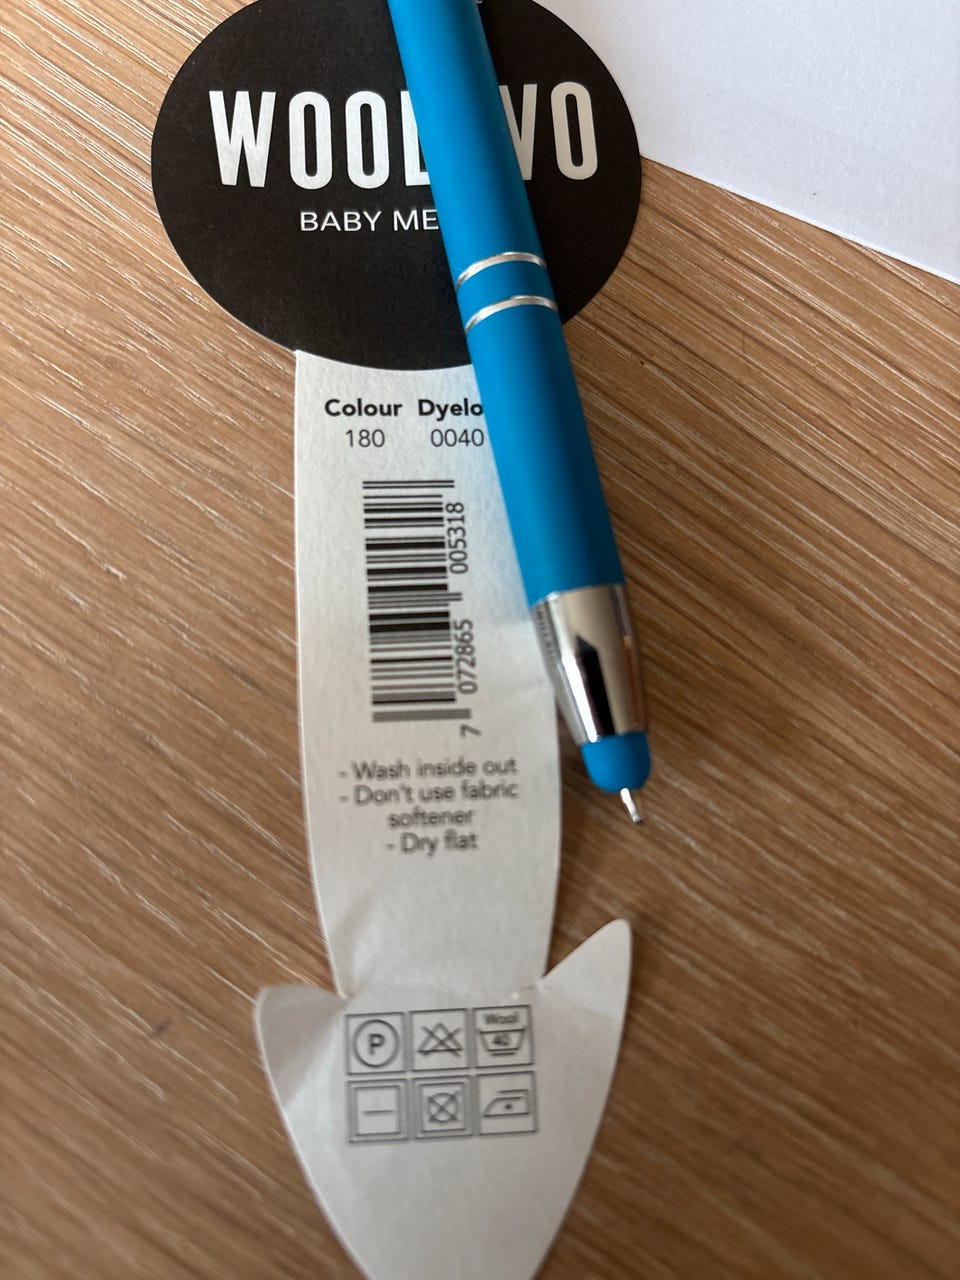 WOOL VO
BABY ME
Colour Dyelo
180 0040
7 072865 005318
- Wash inside out
- Don't use fabric
softener
- Dry flat
P
Wool
40